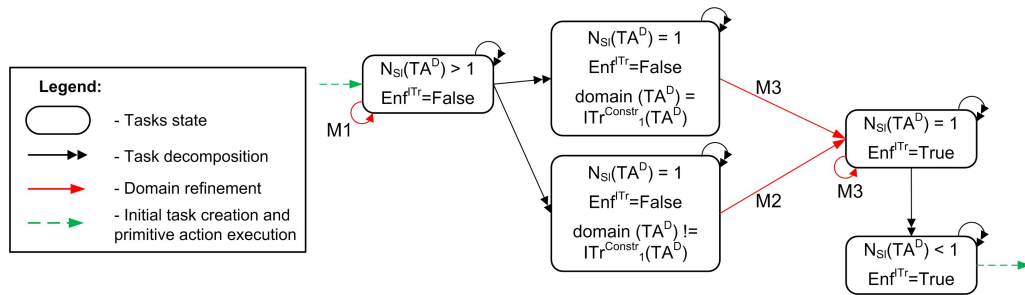 Legend:
- Tasks state
- Task decomposition
- Domain refinement
- Initial task creation and
primitive action execution
N_SI(TA^D) > 1
Enf^ITr=False
M1
N_SI(TA^D) = 1
Enf^ITr=False
domain (TA^D) =
ITr^Constr_1(TA^D)
N_SI(TA^D) = 1
Enf^ITr=False
domain (TA^D) !=
ITr^Constr_1(TA^D)
M3
M2
N_SI(TA^D) = 1
Enf^ITr=True
M3
N_SI(TA^D) < 1
Enf^ITr=True